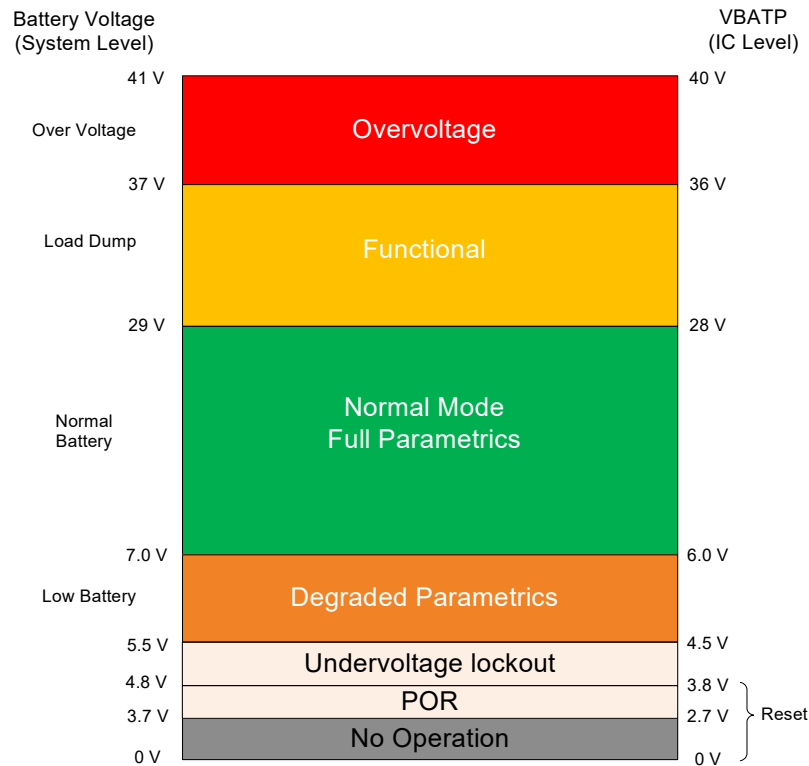 Battery Voltage
(System Level)
VBATP
(IC Level)
41 V
40 V
Over Voltage
Overvoltage
37 V
36 V
Load Dump
Functional
29 V
28 V
Normal
Battery
Normal Mode
Full Parametrics
7.0 V
6.0 V
Low Battery
Degraded Parametrics
5.5 V
4.5 V
Undervoltage lockout
4.8 V
3.8 V
POR
3.7 V
2.7 V
Reset
No Operation
0 V
0 V